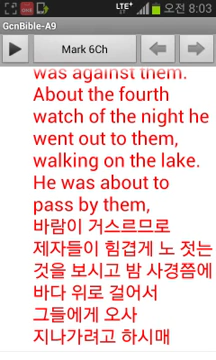 LTE 오전 8:03
GcnBible-A9
Mark 6Ch
was against them.
About the fourth
watch of the night he
went out to them,
walking on the lake.
He was about to
pass by them,
바람이 거스르므로
제자들이 힘겹게 노 젓는
것을 보시고 밤 사경쯤에
바다 위로 걸어서
그들에게 오사
지나가려고 하시매